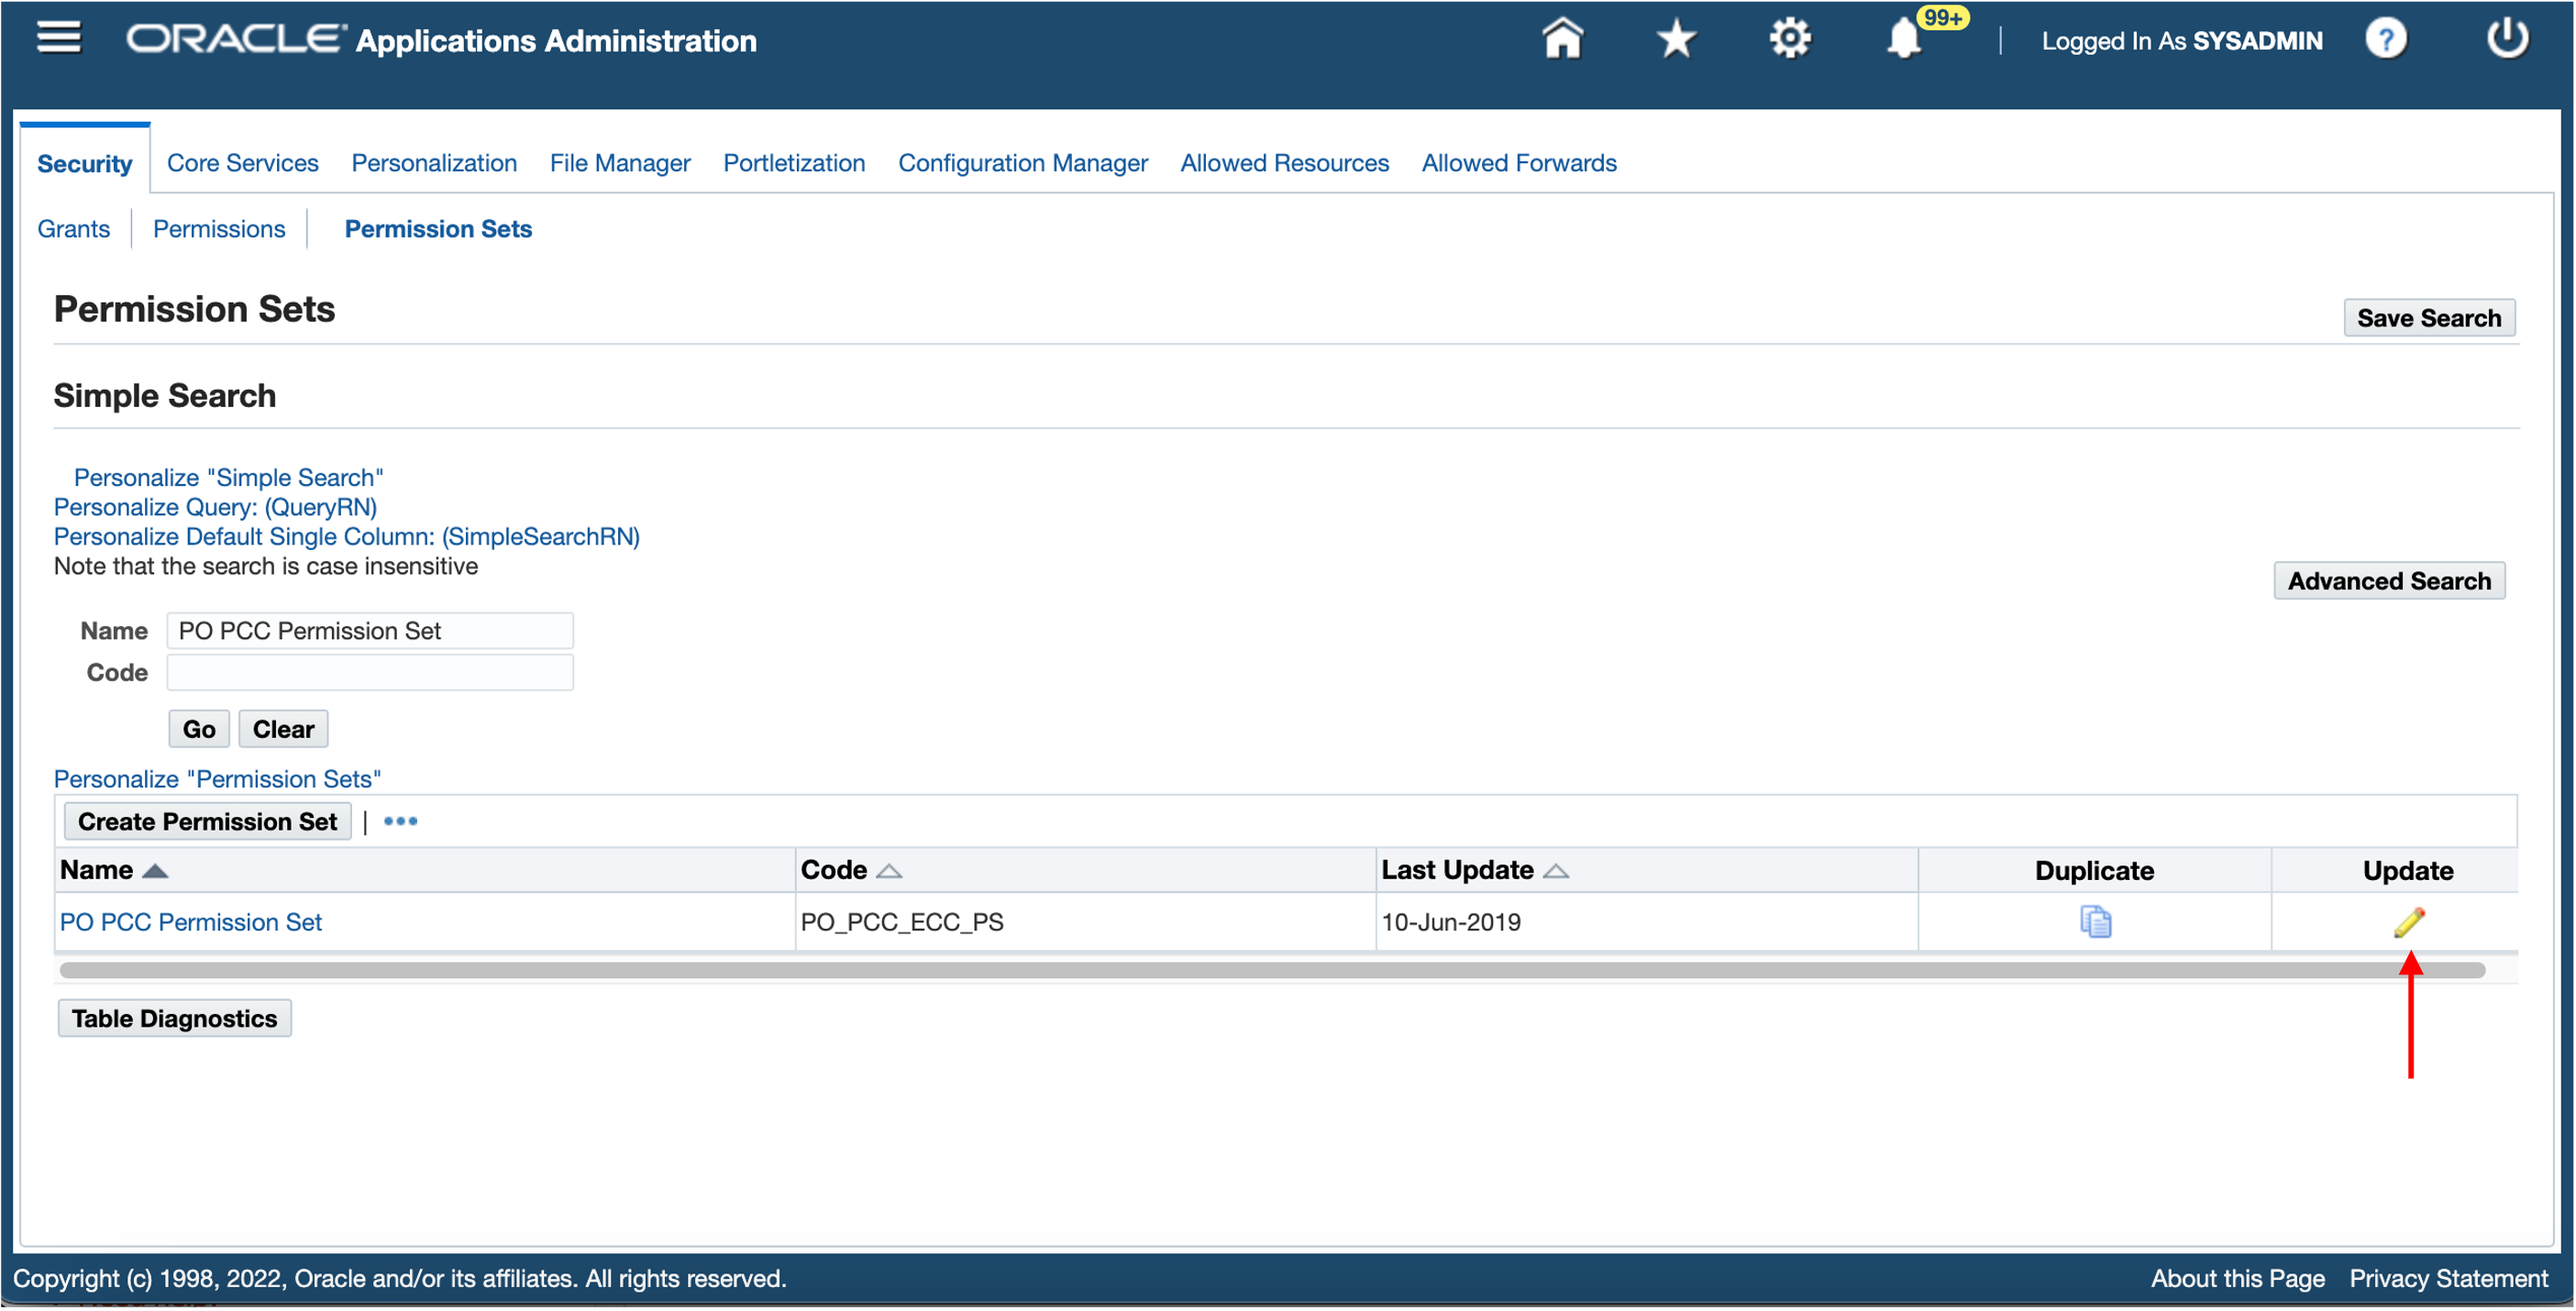 ORACLE Applications Administration
99+
Logged In As SYSADMIN
?
Security Core Services Personalization File Manager Portletization Configuration Manager Allowed Resources Allowed Forwards
Grants Permissions Permission Sets
Permission Sets
Save Search
Simple Search
Personalize "Simple Search"
Personalize Query: (QueryRN)
Personalize Default Single Column: (SimpleSearchRN)
Note that the search is case insensitive
Advanced Search
Name PO PCC Permission Set
Code
Go Clear
Personalize "Permission Sets"
Create Permission Set | •••
Name Code Last Update Duplicate Update
PO PCC Permission Set PO_PCC_ECC_PS 10-Jun-2019
Table Diagnostics
Copyright (c) 1998, 2022, Oracle and/or its affiliates. All rights reserved.
About this Page Privacy Statement